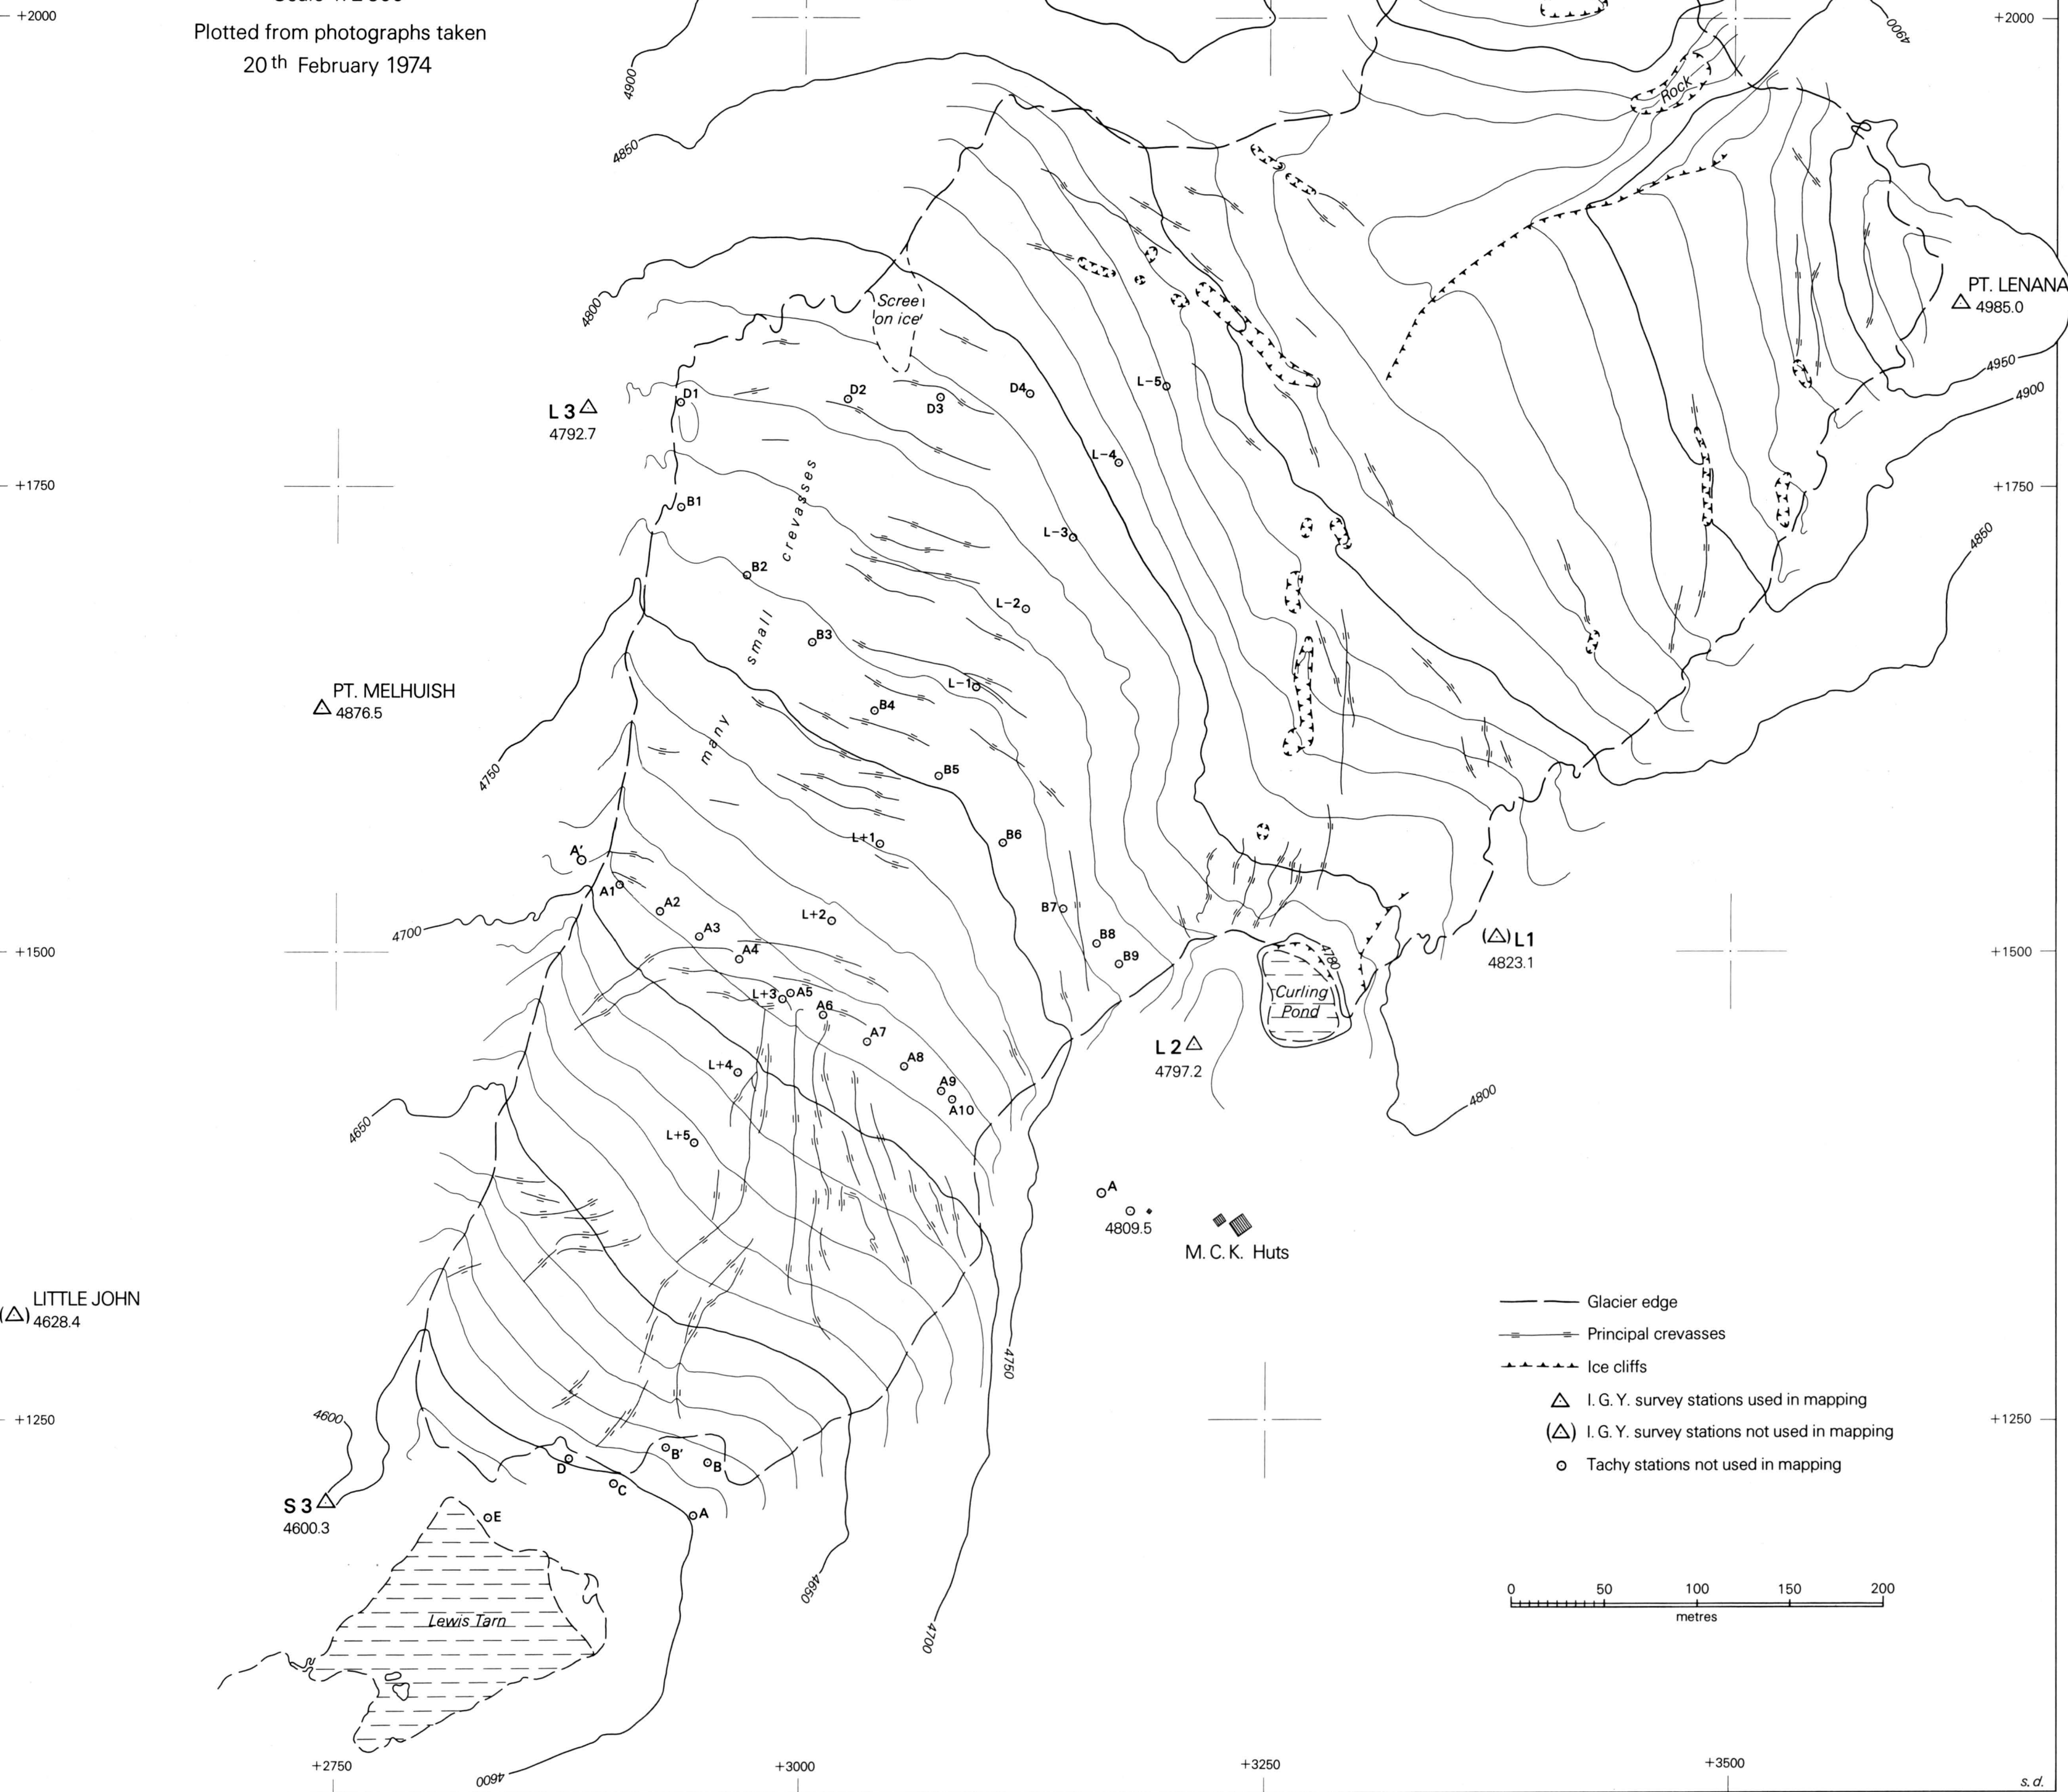 +2000
Plotted from photographs taken
20th February 1974
4900
4900
+2000
Rock
4850
4800
Scree
on ice
PT. LENANA
4985.0
4950
4900
L 3
4792.7
D1
D2
D3
D4
L-5
L-4
+1750
+1750
B1
L-3
4850
B2
L-2
many small crevasses
B3
L-1
PT. MELHUISH
4876.5
B4
4750
B5
B6
L+1
A'
A1
A2
L+2
B7
4700
A3
A4
B8
B9
+1500
(△) L1
4823.1
+1500
4780
Curling
Pond
L+3
A5
A6
A7
L 2
4797.2
A8
L+4
A9
A10
4800
4650
L+5
A
4809.5
M. C. K. Huts
LITTLE JOHN
(△) 4628.4
Glacier edge
Principal crevasses
Ice cliffs
I. G. Y. survey stations used in mapping
(△) I. G. Y. survey stations not used in mapping
Tachy stations not used in mapping
4750
+1250
+1250
4600
B'
B
D
C
A
S 3
4600.3
E
4650
4700
Lewis Tarn
0 50 100 150 200
metres
+2750
+3000
+3250
+3500
4600
s. d.